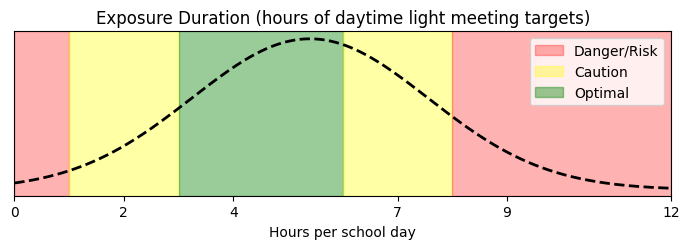 Exposure Duration (hours of daytime light meeting targets)
Danger/Risk
Caution
Optimal
0 2 4 7 9 12
Hours per school day